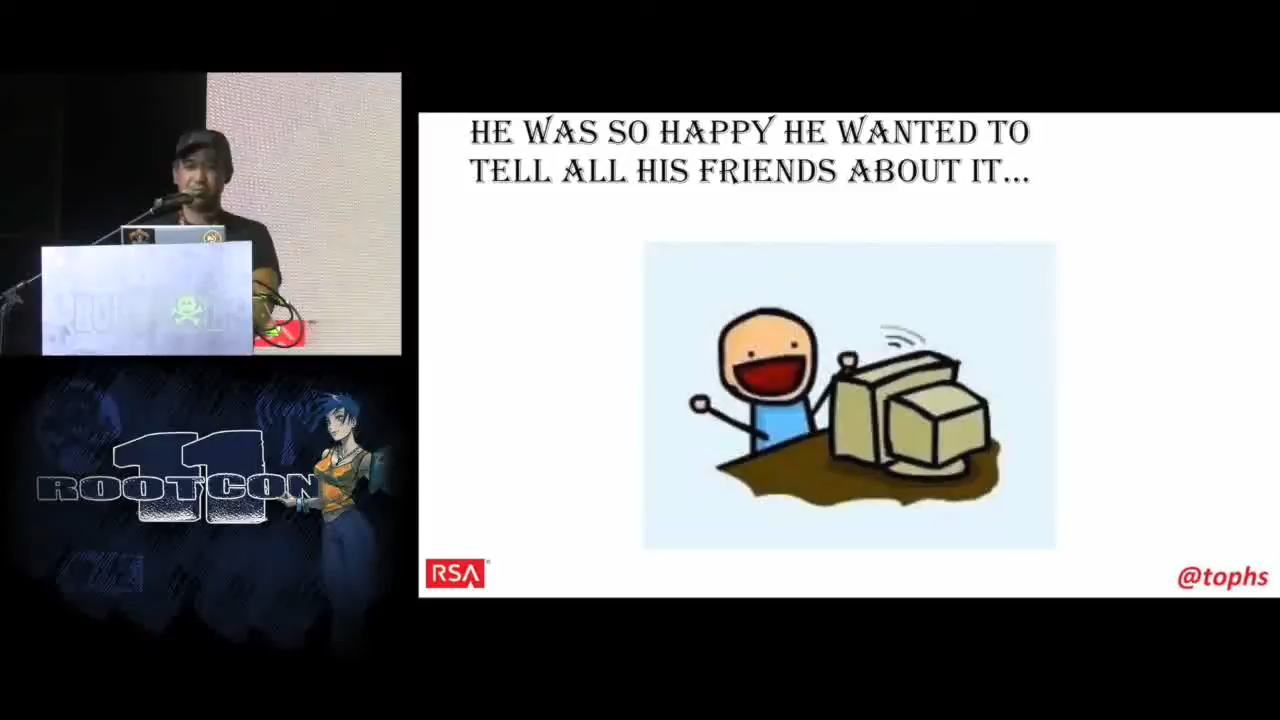 HE WAS SO HAPPY HE WANTED TO
TELL ALL HIS FRIENDS ABOUT IT...
11
ROOTCON
RSA
@tophs